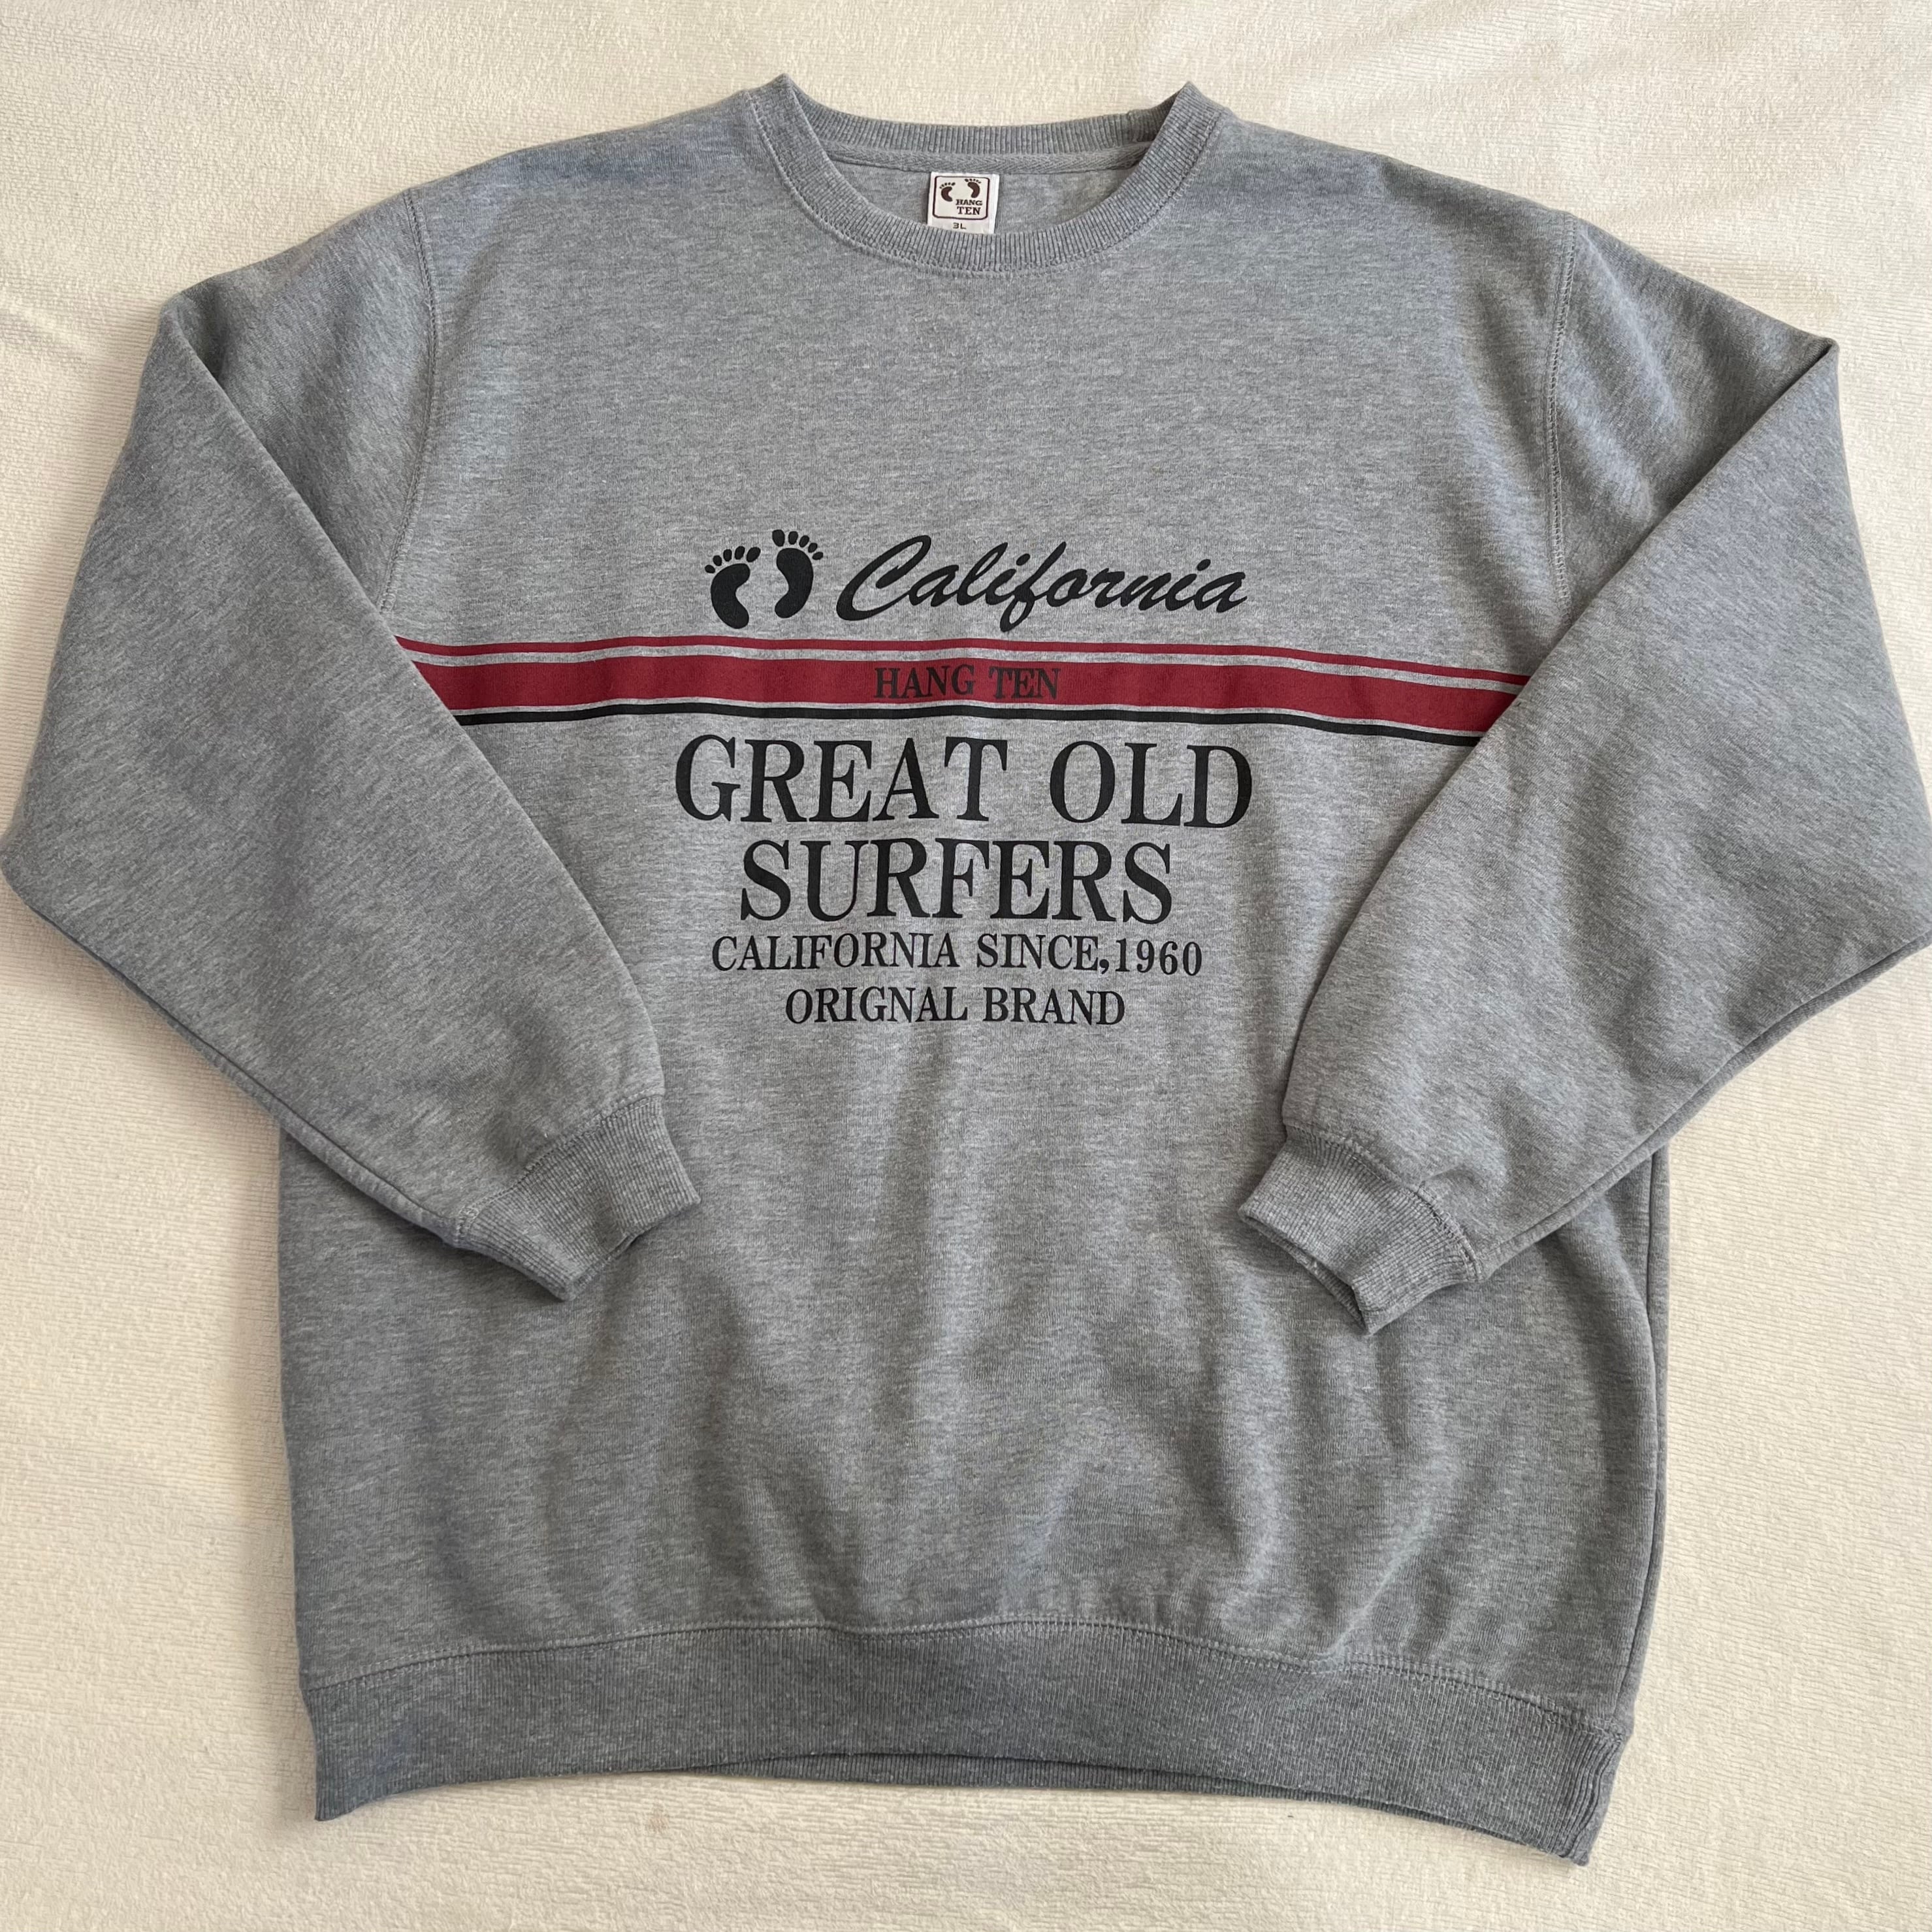 HANG
TEN
3L
California
HANG TEN
GREAT OLD
SURFERS
CALIFORNIA SINCE,1960
ORIGNAL BRAND